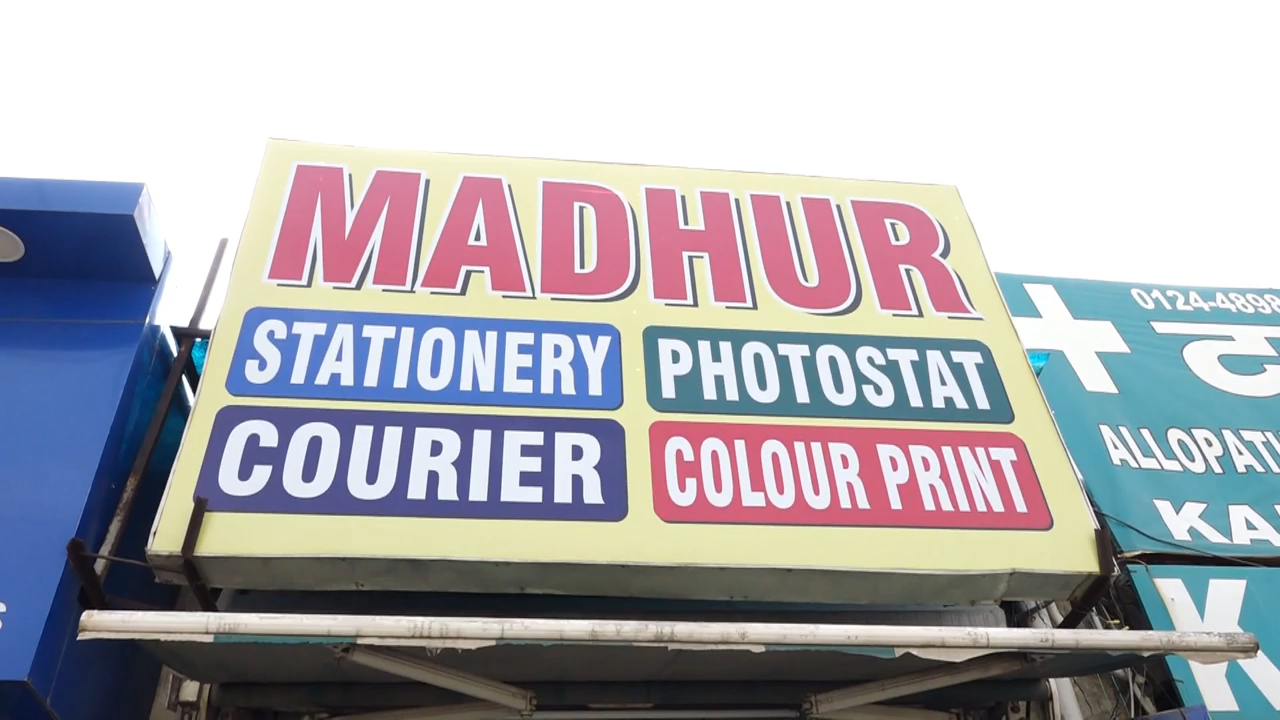 MADHUR
STATIONERY
PHOTOSTAT
COURIER
COLOUR PRINT
0124-4898
ALLOPATH
KA
K